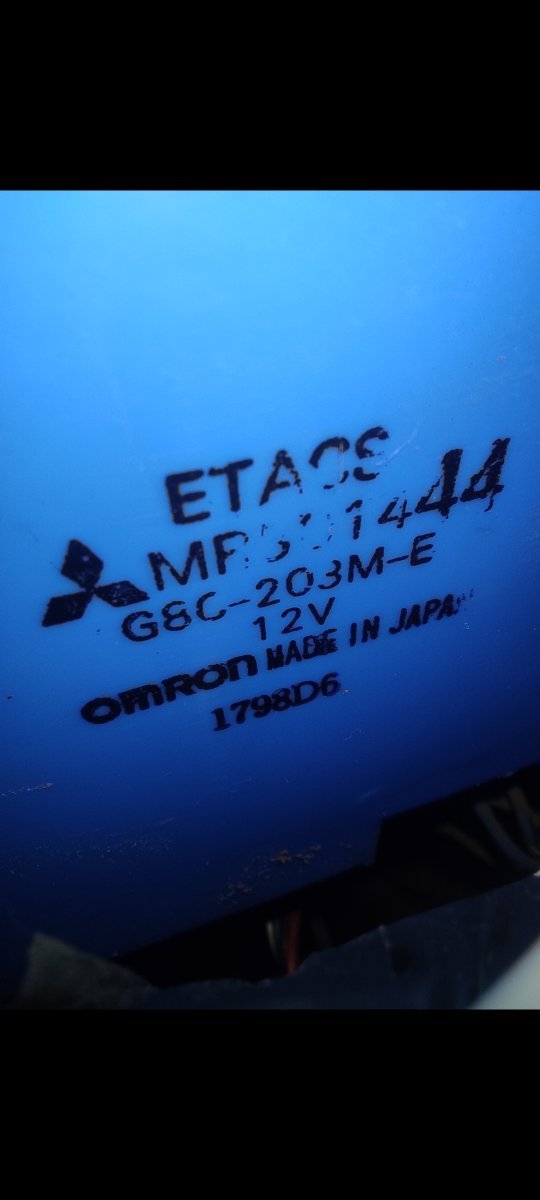 ETACS
G8C-203M-E
12V
omron MADE IN JAPAN
1798D6